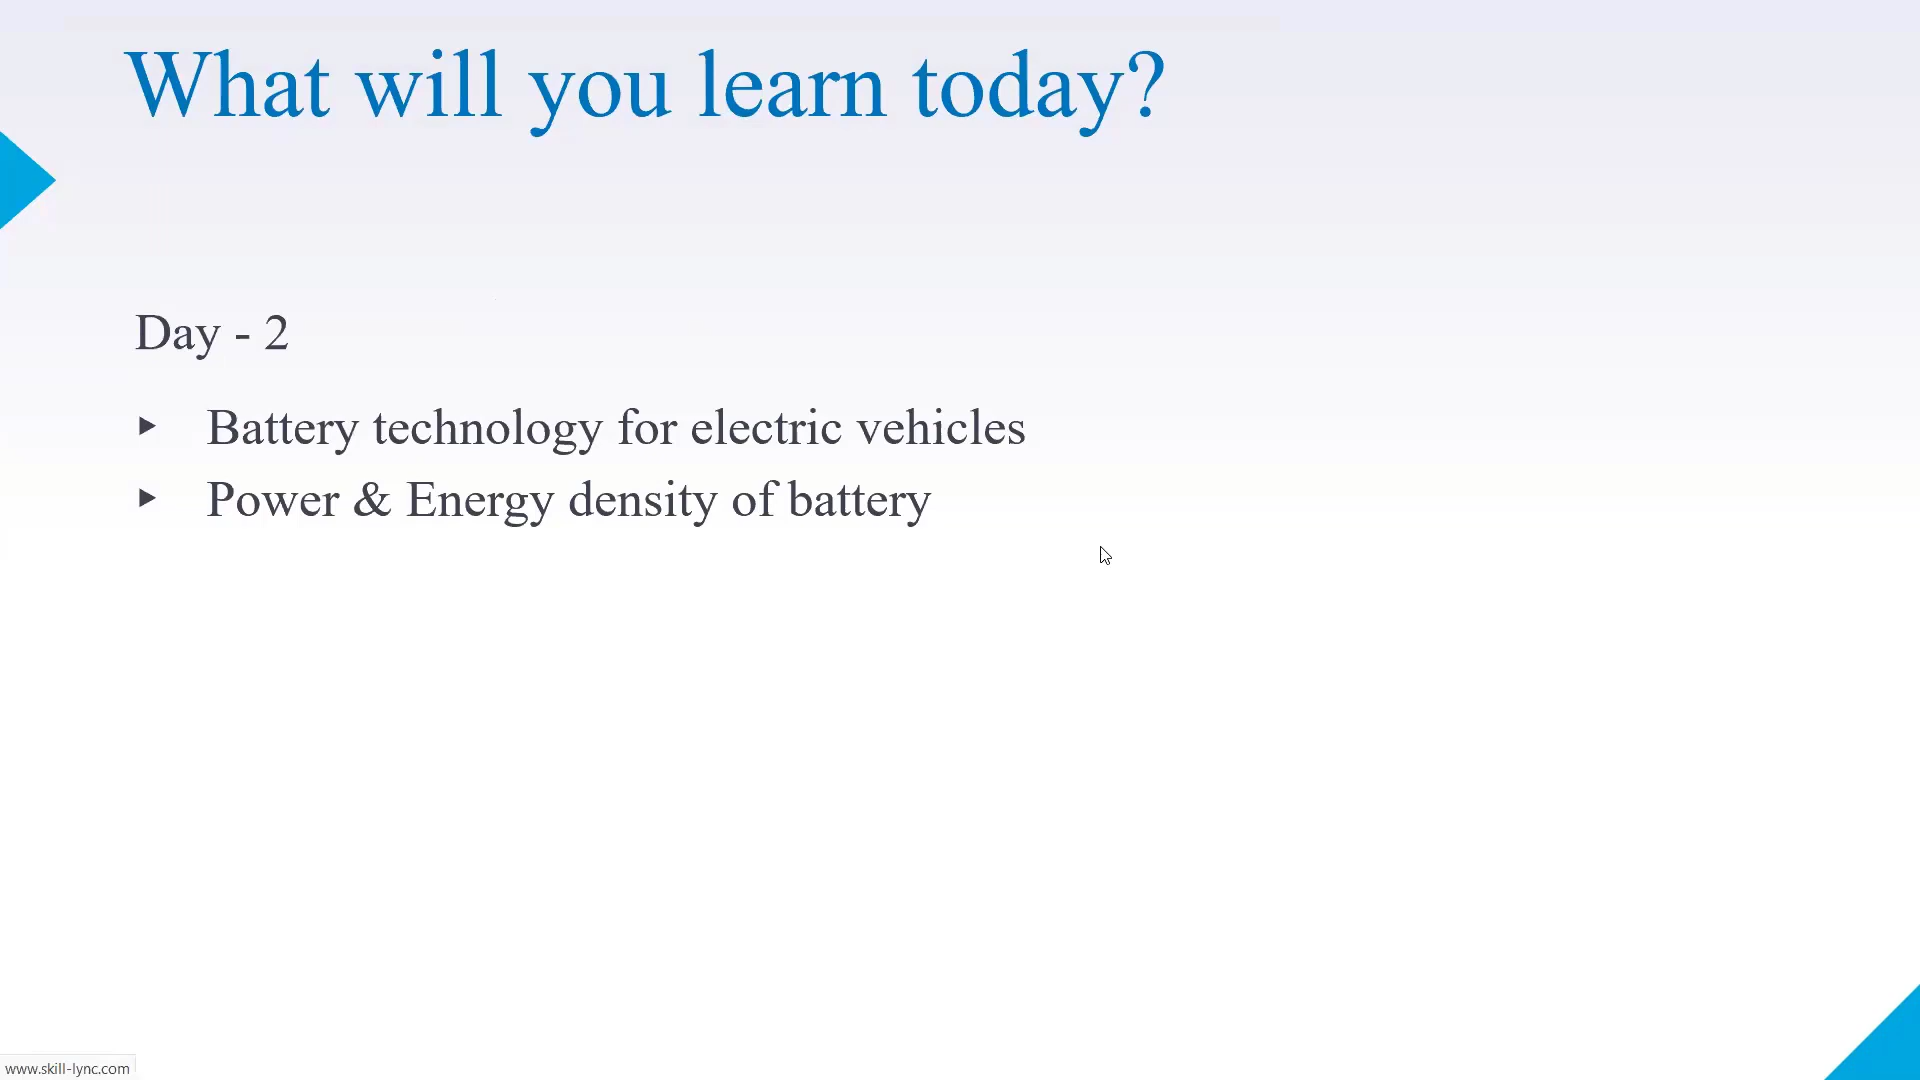 What will you learn today?
Day - 2
▶ Battery technology for electric vehicles
▶ Power & Energy density of battery
www.skill-lync.com